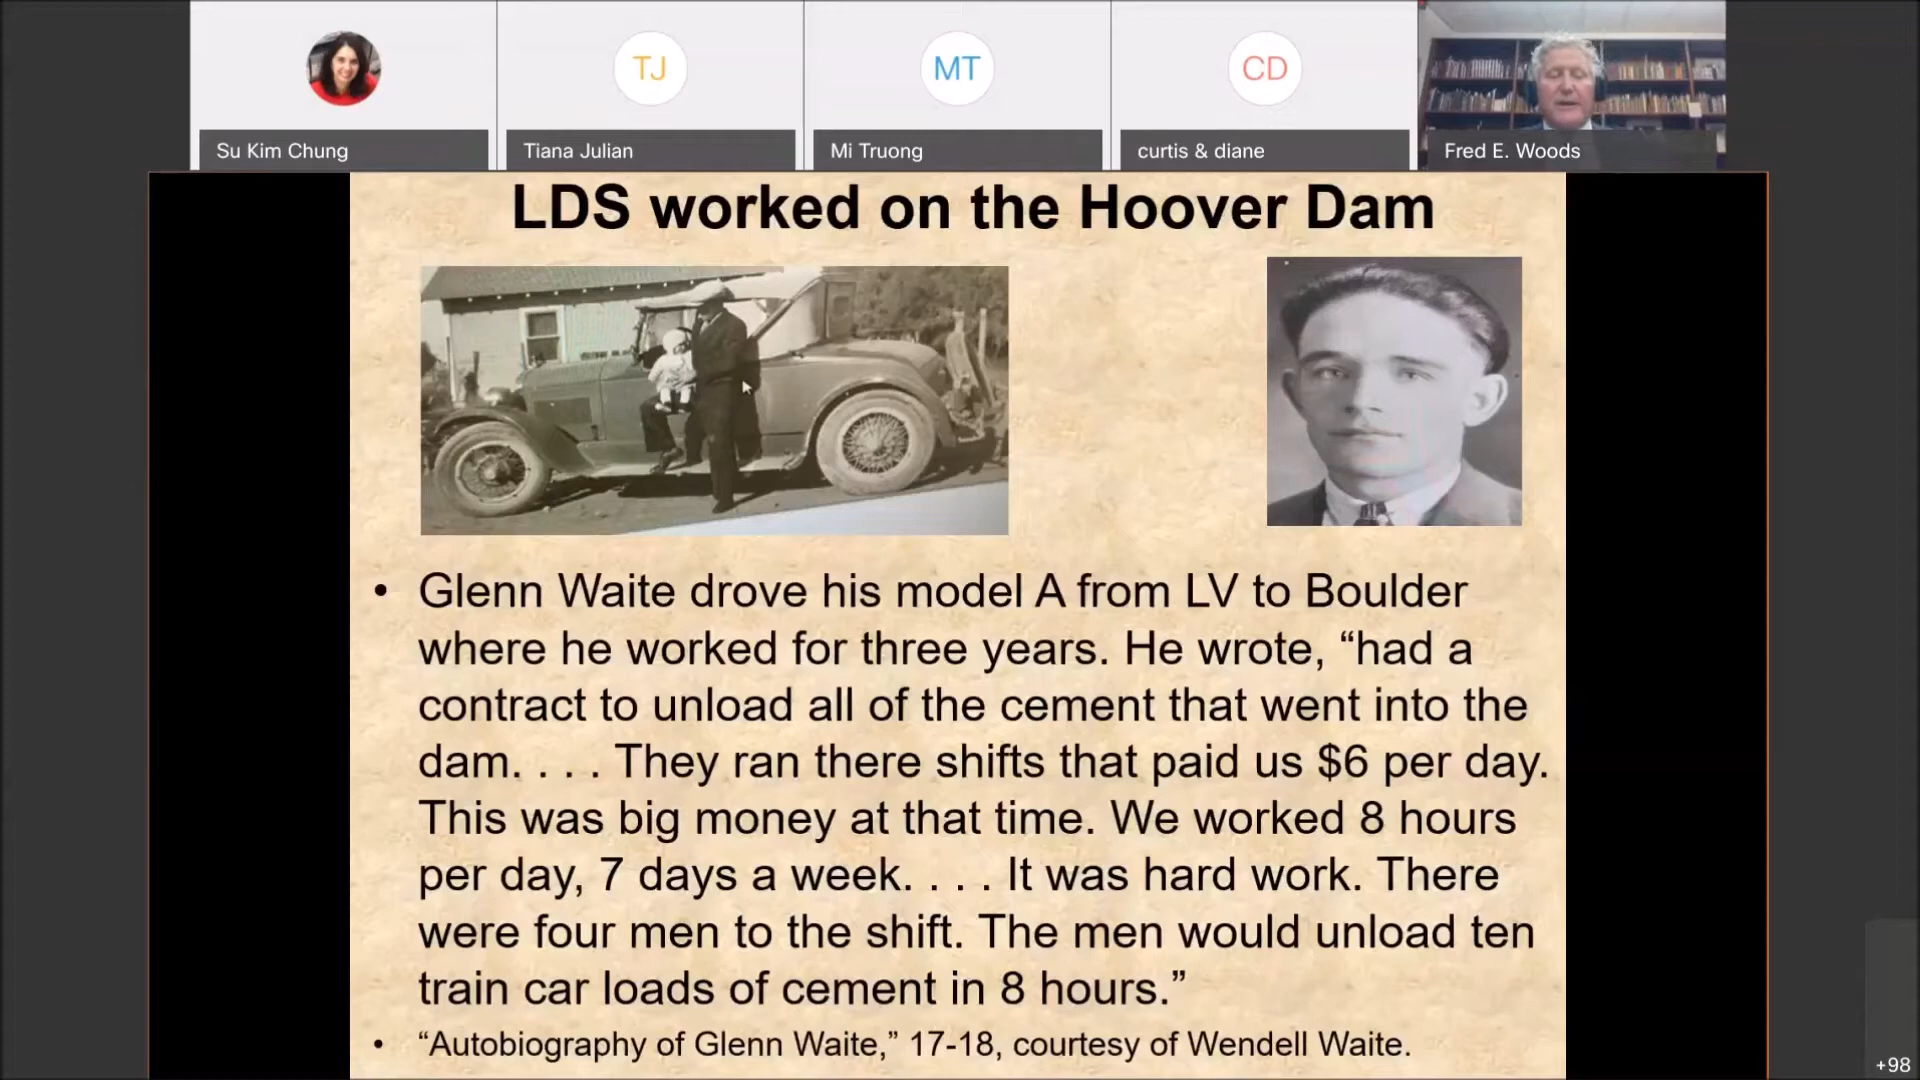 TJ
MT
CD
Su Kim Chung
Tiana Julian
Mi Truong
curtis & diane
Fred E. Woods
LDS worked on the Hoover Dam
• Glenn Waite drove his model A from LV to Boulder
where he worked for three years. He wrote, “had a
contract to unload all of the cement that went into the
dam. . . . They ran there shifts that paid us $6 per day.
This was big money at that time. We worked 8 hours
per day, 7 days a week. . . . It was hard work. There
were four men to the shift. The men would unload ten
train car loads of cement in 8 hours.”
• “Autobiography of Glenn Waite,” 17-18, courtesy of Wendell Waite.
+98